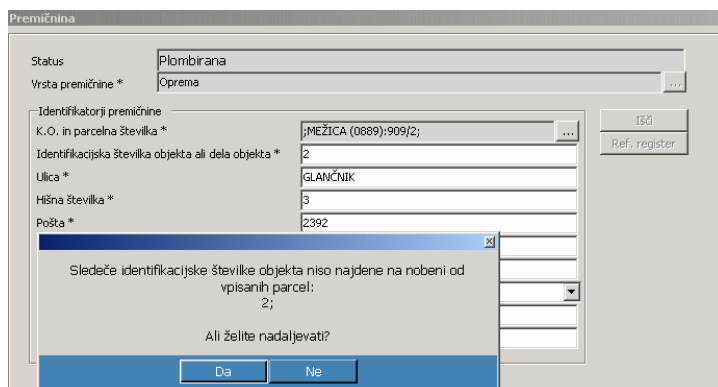 Premičnina
Status Plombirana
Vrsta premičnine * Oprema ...
Identifikatorji premičnine
K.O. in parcelna številka * ;MEŽICA (0889):909/2; ...
Išči
Identifikacijska številka objekta ali dela objekta * 2
Ref. register
Ulica * GLANČNIK
Hišna številka * 3
Pošta * 2392
Sledeče identifikacijske številke objekta niso najdene na nobeni od
vpisanih parcel:
2;
Ali želite nadaljevati?
Da Ne